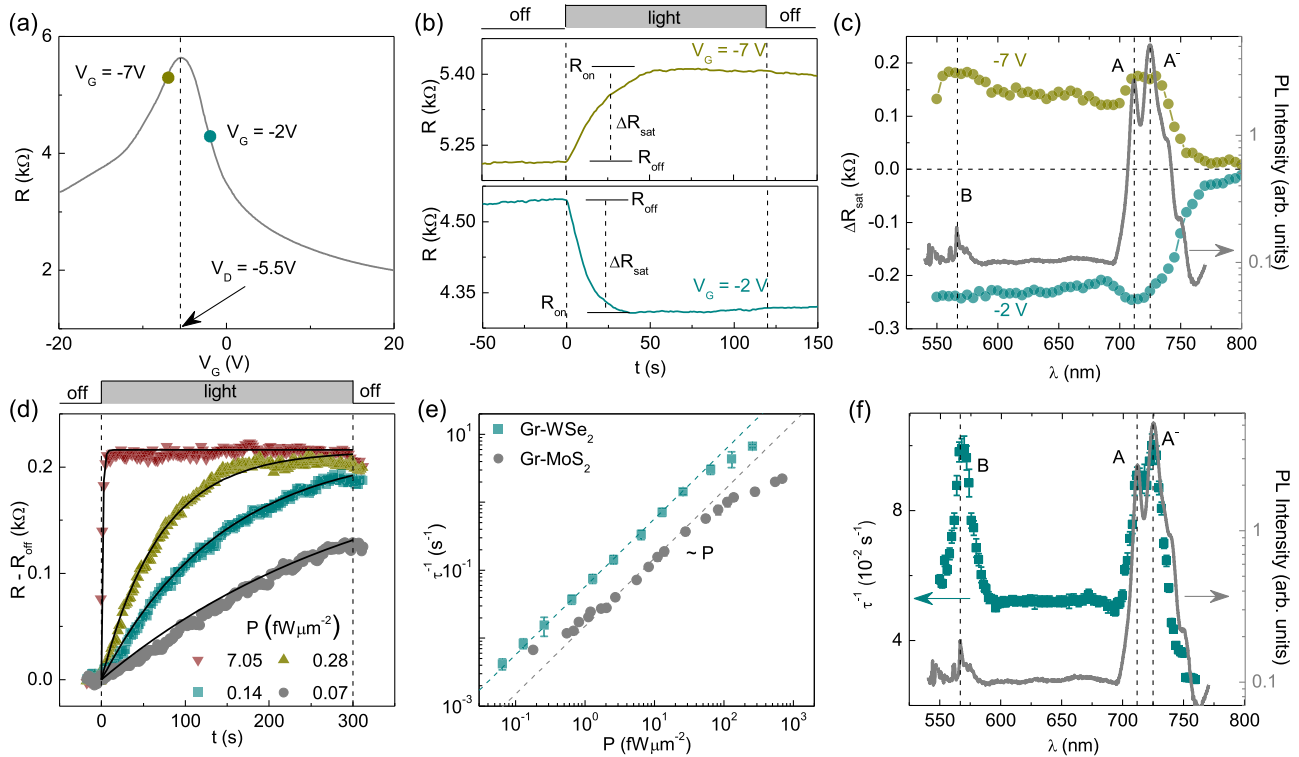 (a)
6
4
2
R (kΩ)
V_G = -7V
V_G = -2V
V_D = -5.5V
-20 0 20
V_G (V)
(b)
off light off
5.40
5.25
R (kΩ)
V_G = -7V
R_on
ΔR_sat
R_off
4.50
4.35
R (kΩ)
R_off
ΔR_sat
R_on
V_G = -2 V
-50 0 50 100 150
t (s)
(c)
0.2
0.1
0.0
-0.1
-0.2
-0.3
ΔR_sat (kΩ)
-7 V
A
A⁻
B
-2 V
1
0.1
PL Intensity (arb. units)
550 600 650 700 750 800
λ (nm)
(d)
off light off
0.2
0.1
0.0
R - R_off (kΩ)
P (fWμm⁻²)
7.05 0.28
0.14 0.07
0 100 200 300
t (s)
(e)
10¹
10⁻¹
10⁻³
τ⁻¹ (s⁻¹)
Gr-WSe₂
Gr-MoS₂
~ P
10⁻¹ 10⁰ 10¹ 10² 10³
P (fWμm⁻²)
(f)
8
4
τ⁻¹ (10⁻² s⁻¹)
B
A
A⁻
1
0.1
PL Intensity (arb. units)
550 600 650 700 750 800
λ (nm)